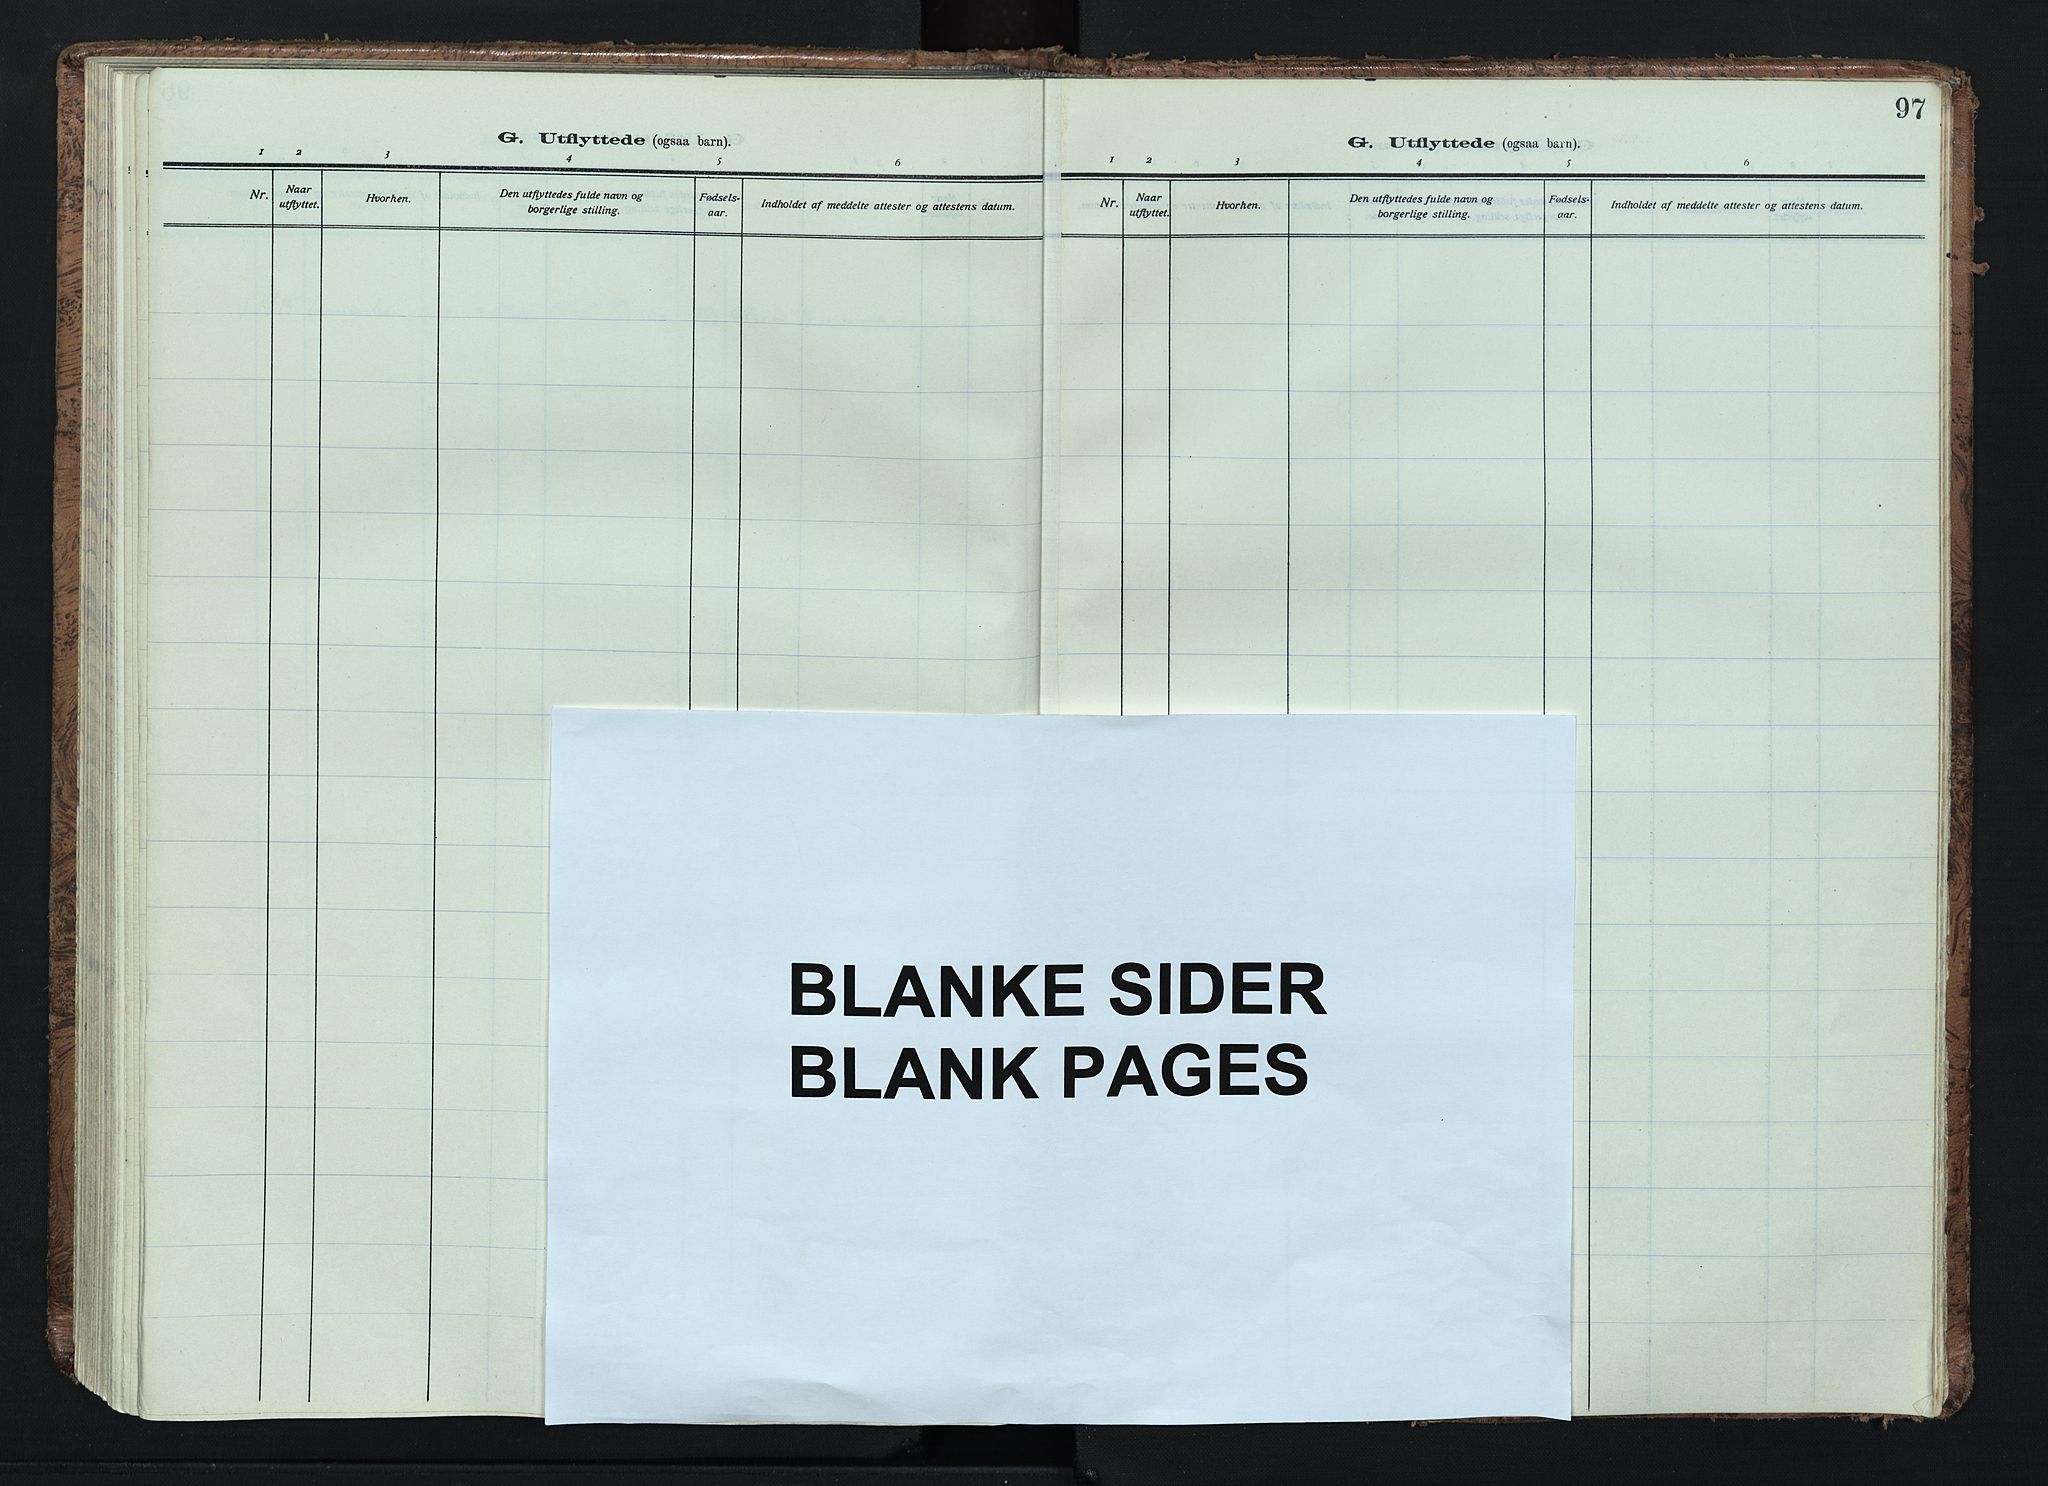 G. Utflyttede (ogsaa barn).
1 2 3 4 5 6
Nr. Naar utflyttet. Hvorhen. Den utflyttedes fulde navn og borgerlige stilling. Fødsels-aar. Indholdet af meddelte attester og attestens datum.
97
G. Utflyttede (ogsaa barn).
1 2 3 4 5 6
Nr. Naar utflyttet. Hvorhen. Den utflyttedes fulde navn og borgerlige stilling. Fødsels-aar. Indholdet af meddelte attester og attestens datum.
BLANKE SIDER
BLANK PAGES